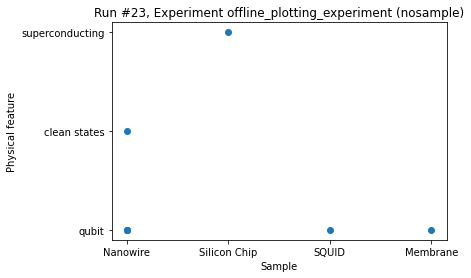 Run #23, Experiment offline_plotting_experiment (nosample)
superconducting
clean states
qubit
Physical feature
Nanowire Silicon Chip SQUID Membrane
Sample